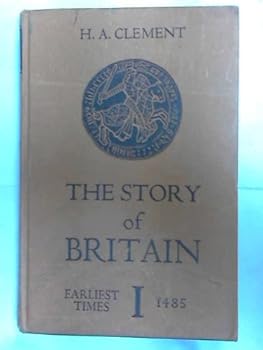 H. A. CLEMENT
THE STORY
of
BRITAIN
EARLIEST TIMES I 1485